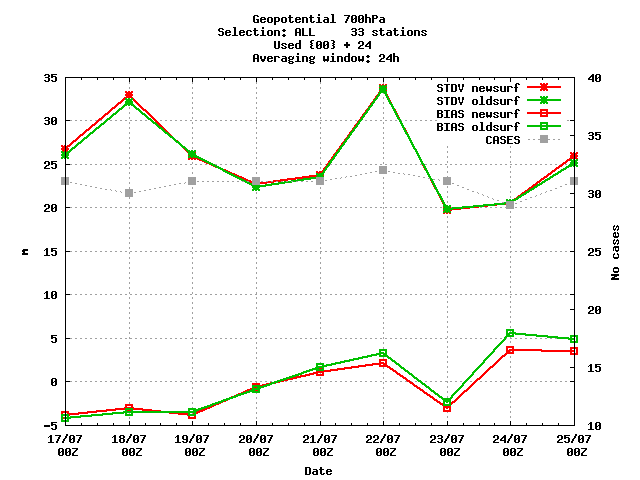 Geopotential 700hPa
Selection: ALL 33 stations
Used {00} + 24
Averaging window: 24h
STDV newsurf
STDV oldsurf
BIAS newsurf
BIAS oldsurf
CASES
35
30
25
20
15
10
5
0
-5
m
40
35
30
25
20
15
10
No cases
17/07 18/07 19/07 20/07 21/07 22/07 23/07 24/07 25/07
00Z 00Z 00Z 00Z 00Z 00Z 00Z 00Z 00Z
Date